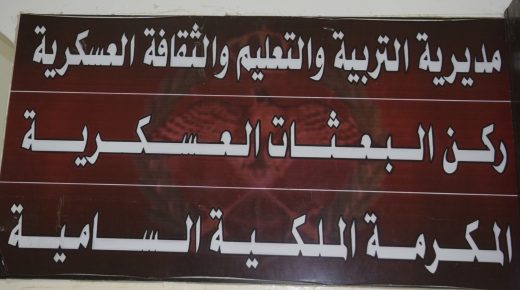 مديرية التربية والتعليم والثقافة العسكرية
ركن البعثات العسكرية
المكرمة الملكية السامية